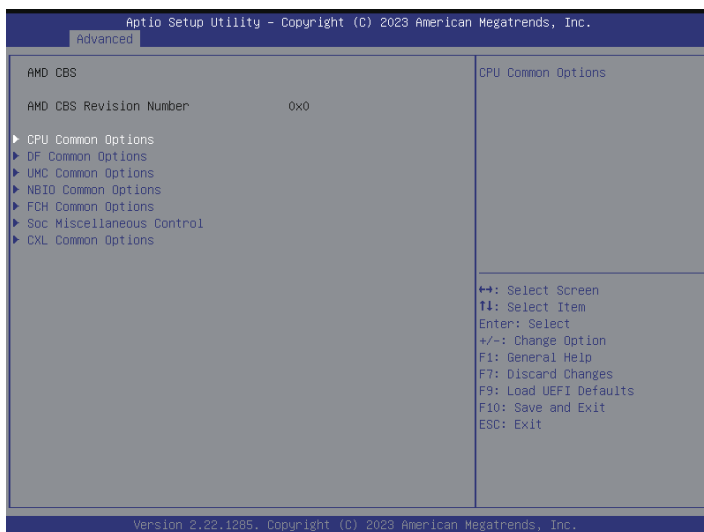 Aptio Setup Utility – Copyright (C) 2023 American Megatrends, Inc.
Advanced
AMD CBS
AMD CBS Revision Number 0x0
CPU Common Options
DF Common Options
UMC Common Options
NBIO Common Options
FCH Common Options
Soc Miscellaneous Control
CXL Common Options
CPU Common Options
↔: Select Screen
↑↓: Select Item
Enter: Select
+/-: Change Option
F1: General Help
F7: Discard Changes
F9: Load UEFI Defaults
F10: Save and Exit
ESC: Exit
Version 2.22.1285. Copyright (C) 2023 American Megatrends, Inc.